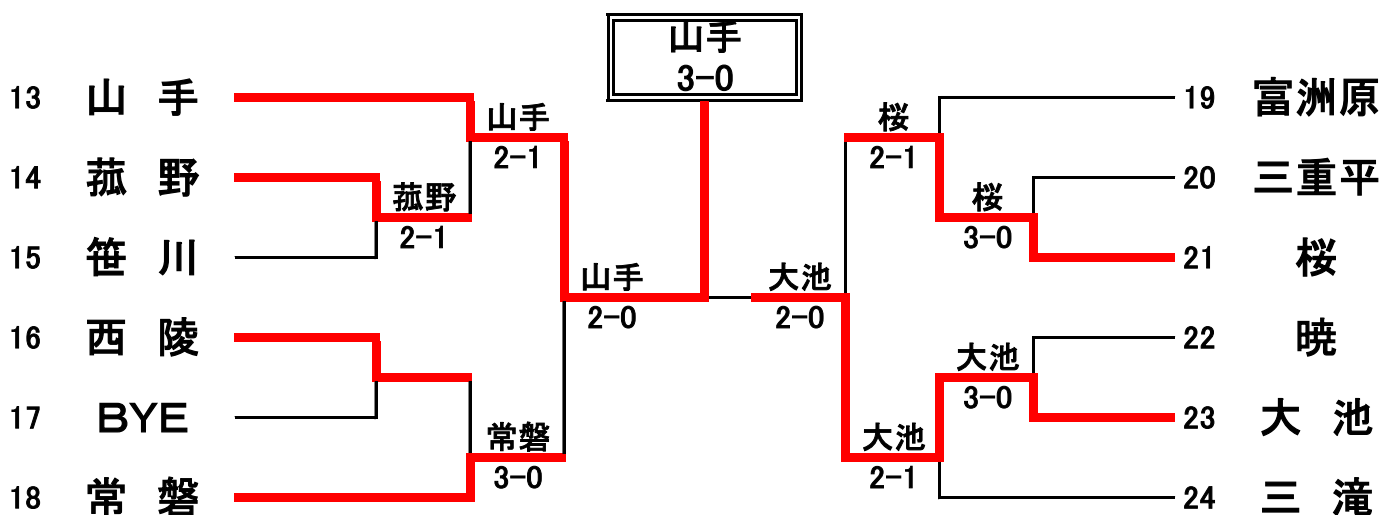 山手
3-0
13 山 手
14 菰 野
15 笹 川
16 西 陵
17 BYE
18 常 磐
菰野
2-1
山手
2-1
常磐
3-0
山手
2-0
大池
2-0
桜
2-1
桜
3-0
大池
3-0
大池
2-1
19 富洲原
20 三重平
21 桜
22 暁
23 大 池
24 三 滝